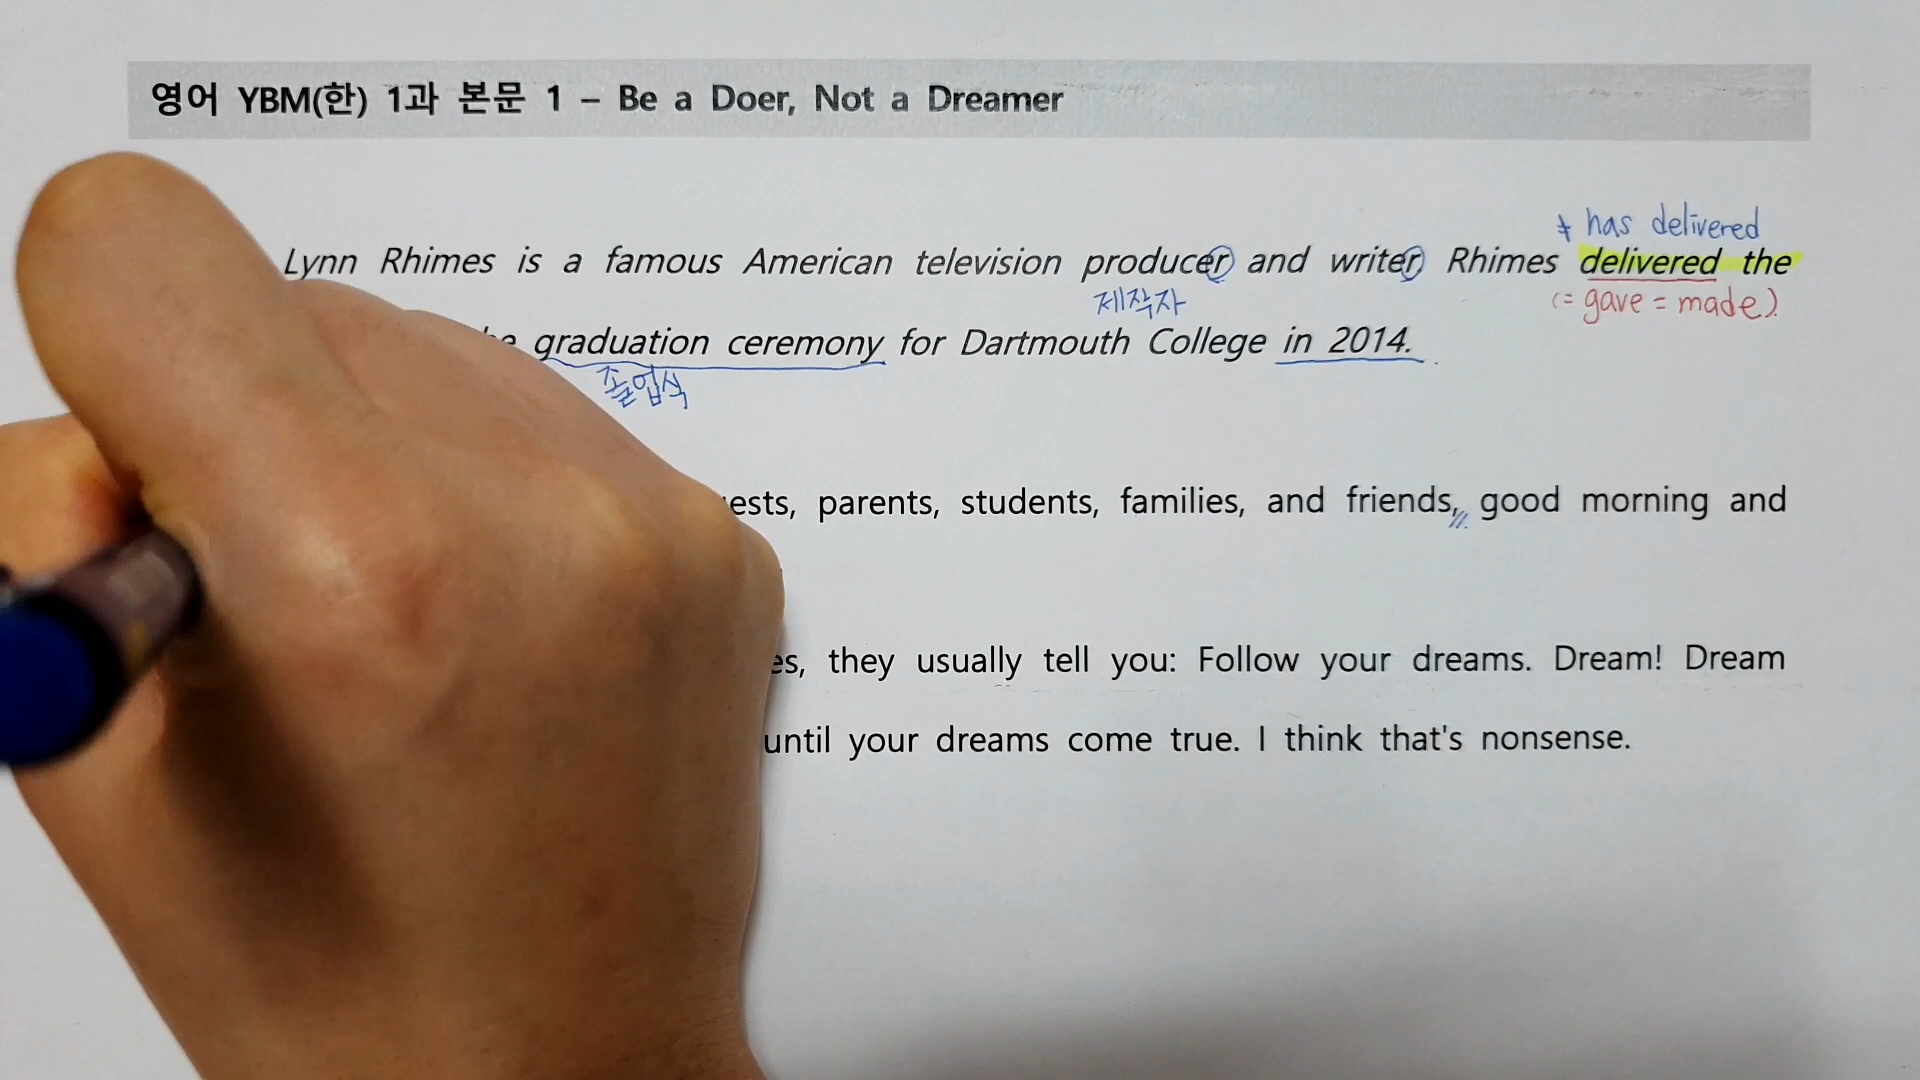 영어 YBM(한) 1과 본문 1 – Be a Doer, Not a Dreamer
≠ has delivered
Lynn Rhimes is a famous American television producer and writer, Rhimes delivered the
제작자 (= gave = made).
graduation ceremony for Dartmouth College in 2014.
졸업식
parents, students, families, and friends, good morning and
they usually tell you: Follow your dreams. Dream! Dream
until your dreams come true. I think that's nonsense.